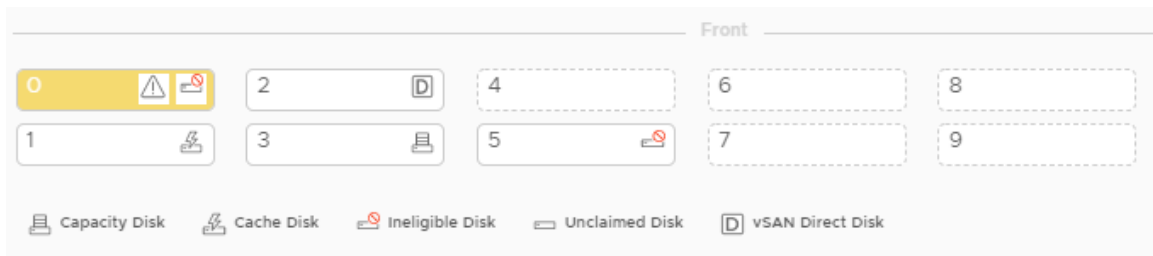 Front
0 2 D 4 6 8
1 3 5 7 9
Capacity Disk Cache Disk Ineligible Disk Unclaimed Disk D vSAN Direct Disk